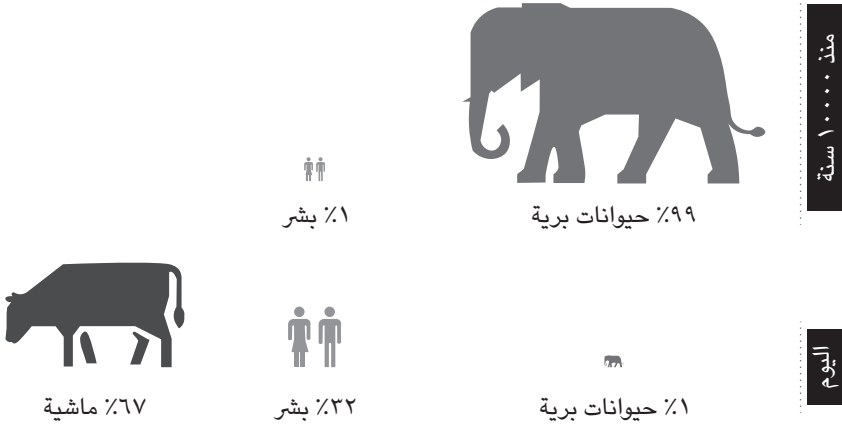 منذ ١٠٠٠٠ سنة
٩٩٪ حيوانات برية
١٪ بشر
اليوم
١٪ حيوانات برية
٣٢٪ بشر
٦٧٪ ماشية